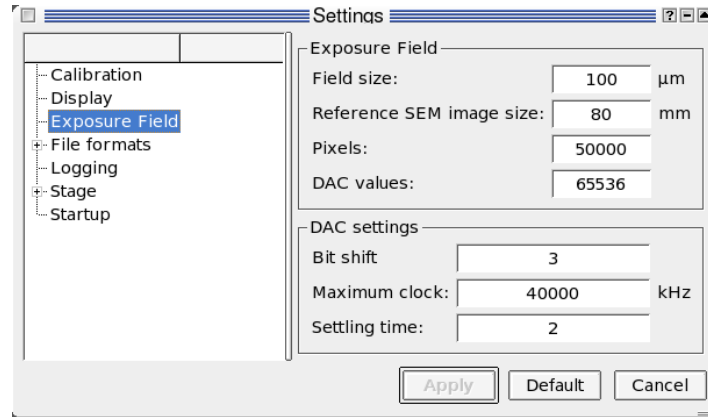 Settings
Calibration
Display
Exposure Field
File formats
Logging
Stage
Startup
Exposure Field
Field size: 100 µm
Reference SEM image size: 80 mm
Pixels: 50000
DAC values: 65536
DAC settings
Bit shift 3
Maximum clock: 40000 kHz
Settling time: 2
Apply Default Cancel